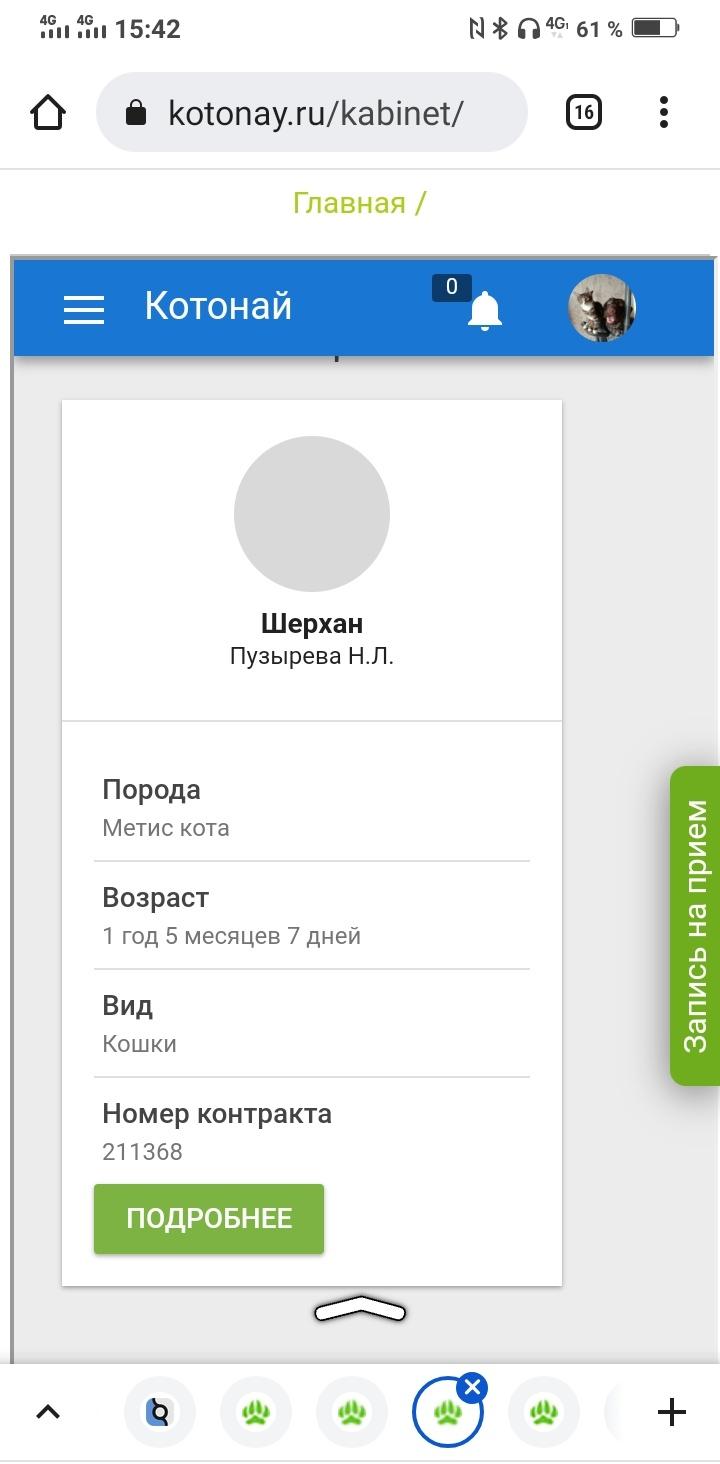 4G 4G 15:42 4G 61 %
kotonay.ru/kabinet/ 16
Главная /
Котонай 0
Шерхан
Пузырева Н.Л.
Порода
Метис кота
Возраст
1 год 5 месяцев 7 дней
Вид
Кошки
Номер контракта
211368
ПОДРОБНЕЕ
Запись на прием